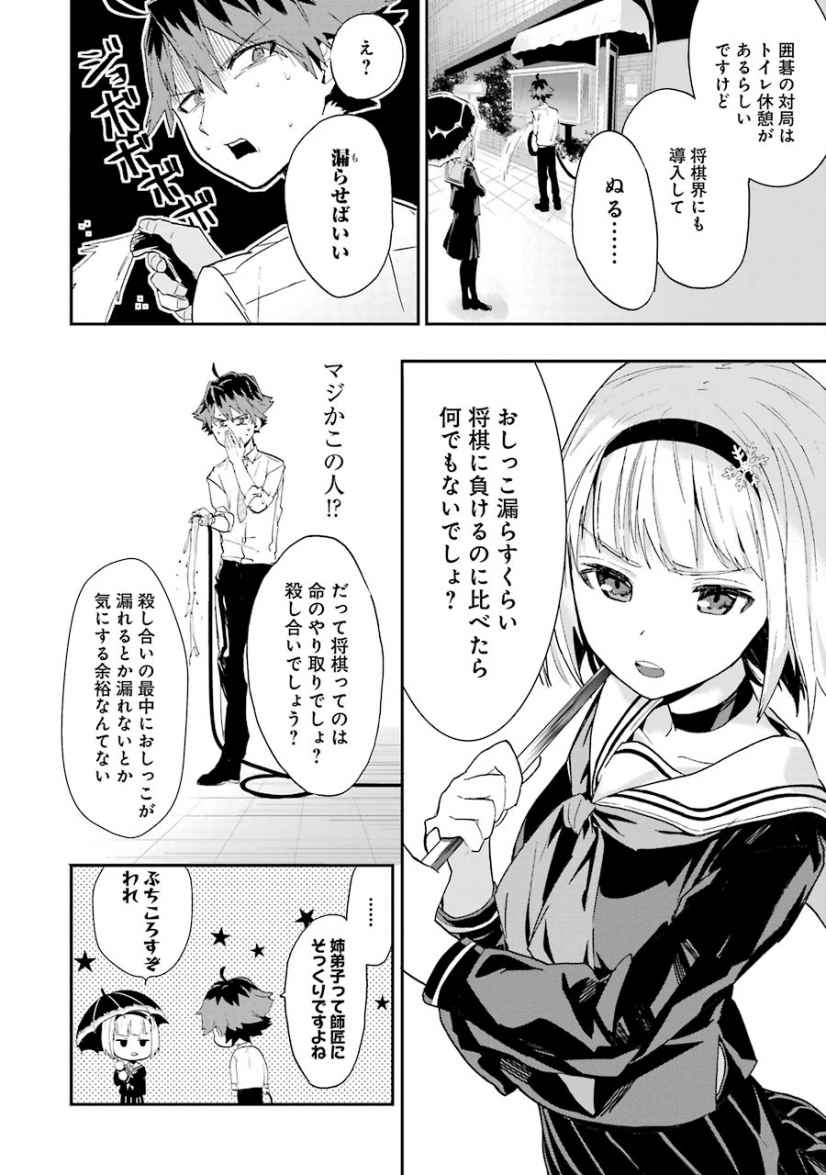 囲碁の対局は
トイレ休憩が
あるらしい
ですけど
将棋界にも
導入して
ぬる……
漏らせばいい
も
え？
ジョボボボボボ
おしっこ漏らすくらい
将棋に負けるのに比べたら
何でもないでしょ？
マジかこの人!?
だって将棋ってのは
命のやり取りでしょ？
殺し合いでしょう？
殺し合いの最中におしっこが
漏れるとか漏れないとか
気にする余裕なんてない
……
姉弟子って師匠に
そっくりですよね
ぶちころすぞ
われ